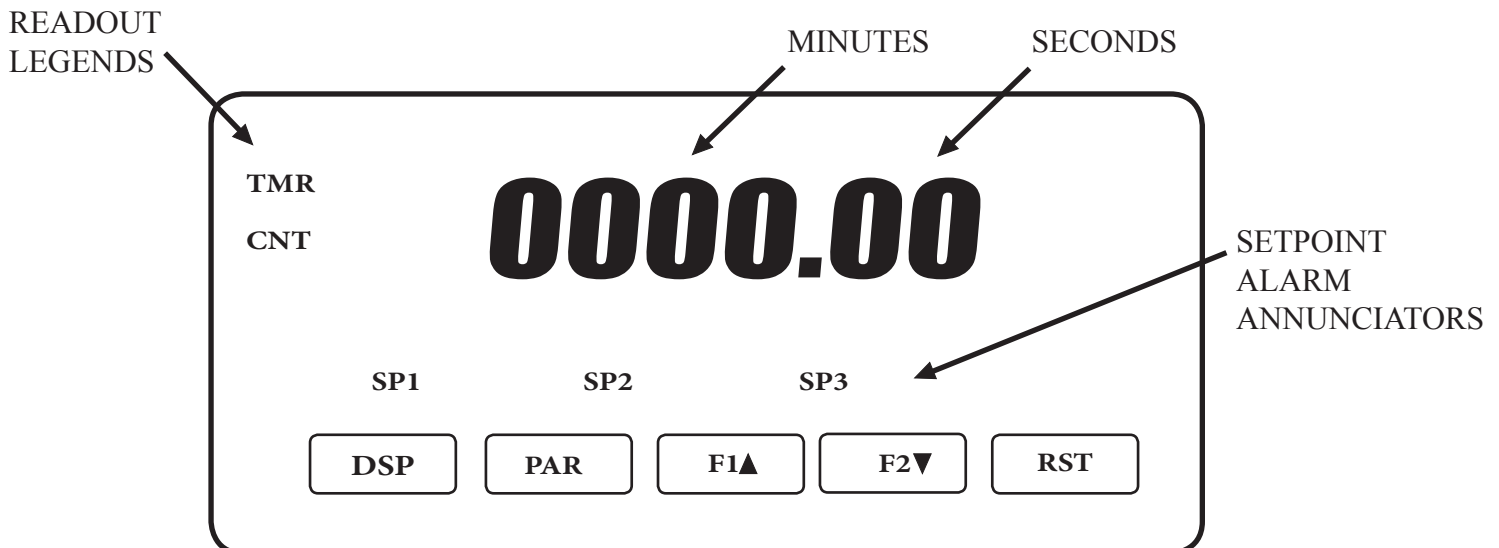 READOUT
LEGENDS
MINUTES
SECONDS
TMR
0000.00
CNT
SETPOINT
ALARM
ANNUNCIATORS
SP1 SP2 SP3
DSP PAR F1▲ F2▼ RST